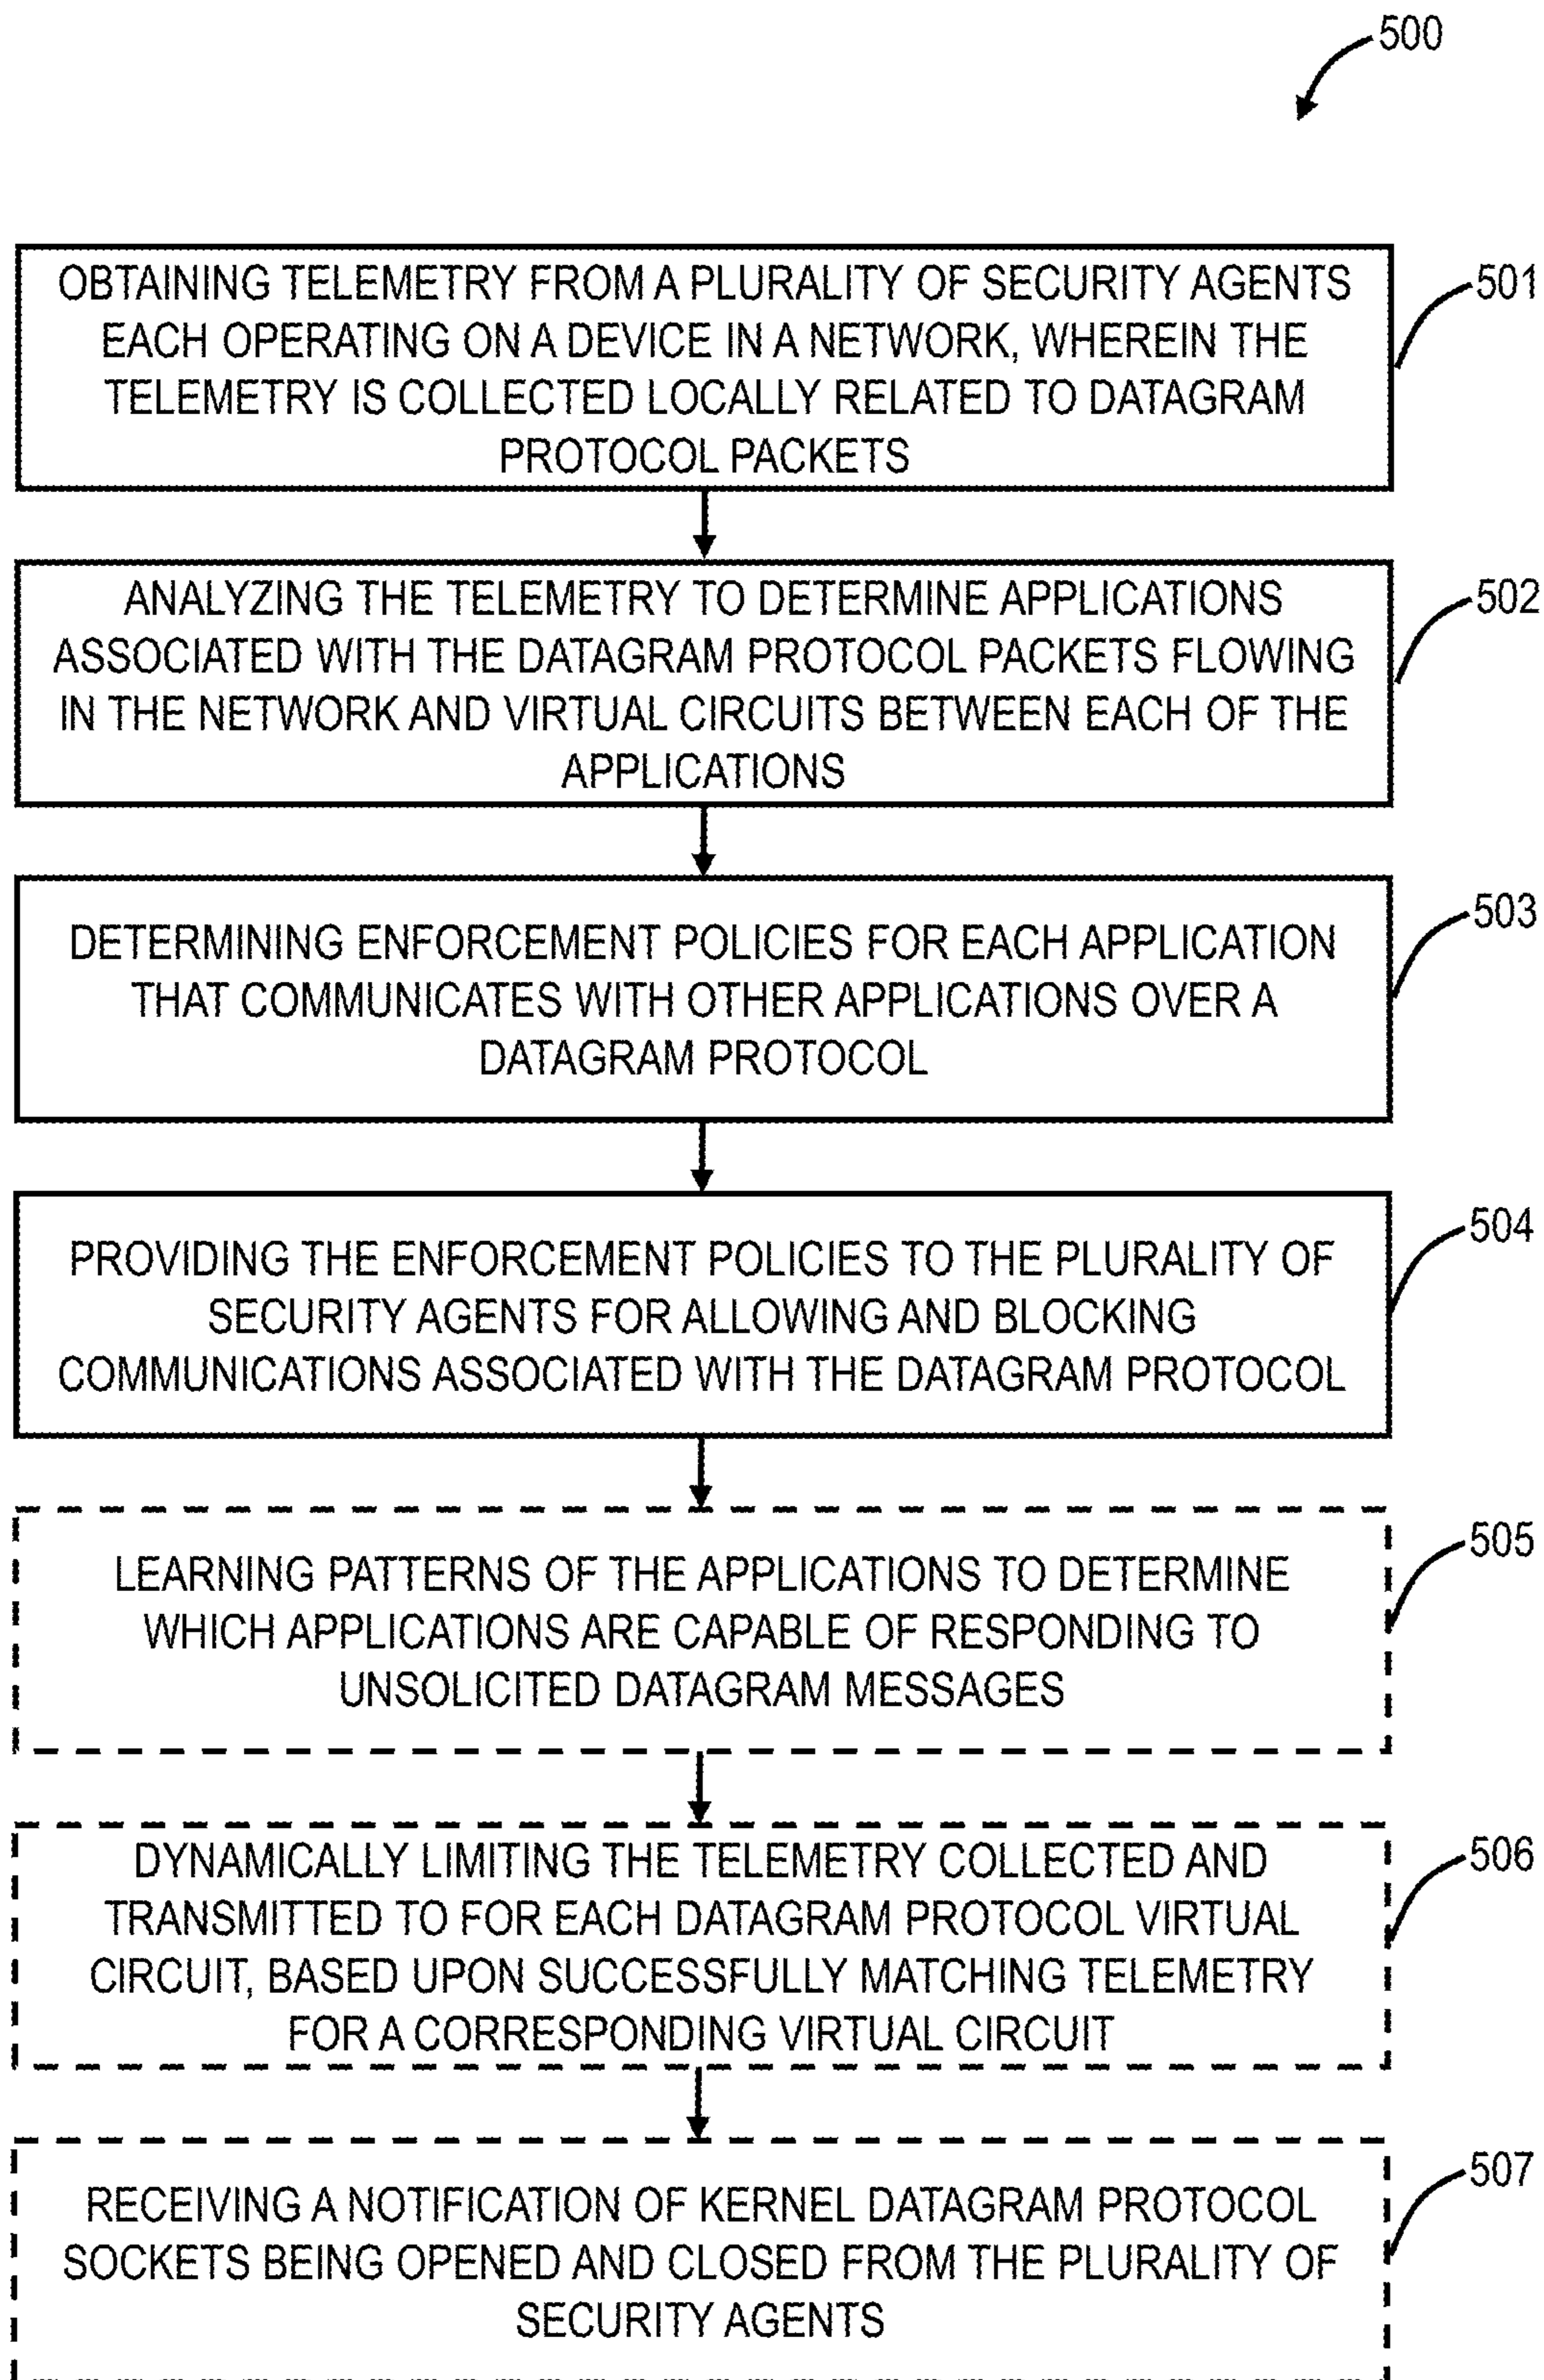 500
OBTAINING TELEMETRY FROM A PLURALITY OF SECURITY AGENTS
EACH OPERATING ON A DEVICE IN A NETWORK, WHEREIN THE
TELEMETRY IS COLLECTED LOCALLY RELATED TO DATAGRAM
PROTOCOL PACKETS
501
ANALYZING THE TELEMETRY TO DETERMINE APPLICATIONS
ASSOCIATED WITH THE DATAGRAM PROTOCOL PACKETS FLOWING
IN THE NETWORK AND VIRTUAL CIRCUITS BETWEEN EACH OF THE
APPLICATIONS
502
DETERMINING ENFORCEMENT POLICIES FOR EACH APPLICATION
THAT COMMUNICATES WITH OTHER APPLICATIONS OVER A
DATAGRAM PROTOCOL
503
PROVIDING THE ENFORCEMENT POLICIES TO THE PLURALITY OF
SECURITY AGENTS FOR ALLOWING AND BLOCKING
COMMUNICATIONS ASSOCIATED WITH THE DATAGRAM PROTOCOL
504
LEARNING PATTERNS OF THE APPLICATIONS TO DETERMINE
WHICH APPLICATIONS ARE CAPABLE OF RESPONDING TO
UNSOLICITED DATAGRAM MESSAGES
505
DYNAMICALLY LIMITING THE TELEMETRY COLLECTED AND
TRANSMITTED TO FOR EACH DATAGRAM PROTOCOL VIRTUAL
CIRCUIT, BASED UPON SUCCESSFULLY MATCHING TELEMETRY
FOR A CORRESPONDING VIRTUAL CIRCUIT
506
RECEIVING A NOTIFICATION OF KERNEL DATAGRAM PROTOCOL
SOCKETS BEING OPENED AND CLOSED FROM THE PLURALITY OF
SECURITY AGENTS
507